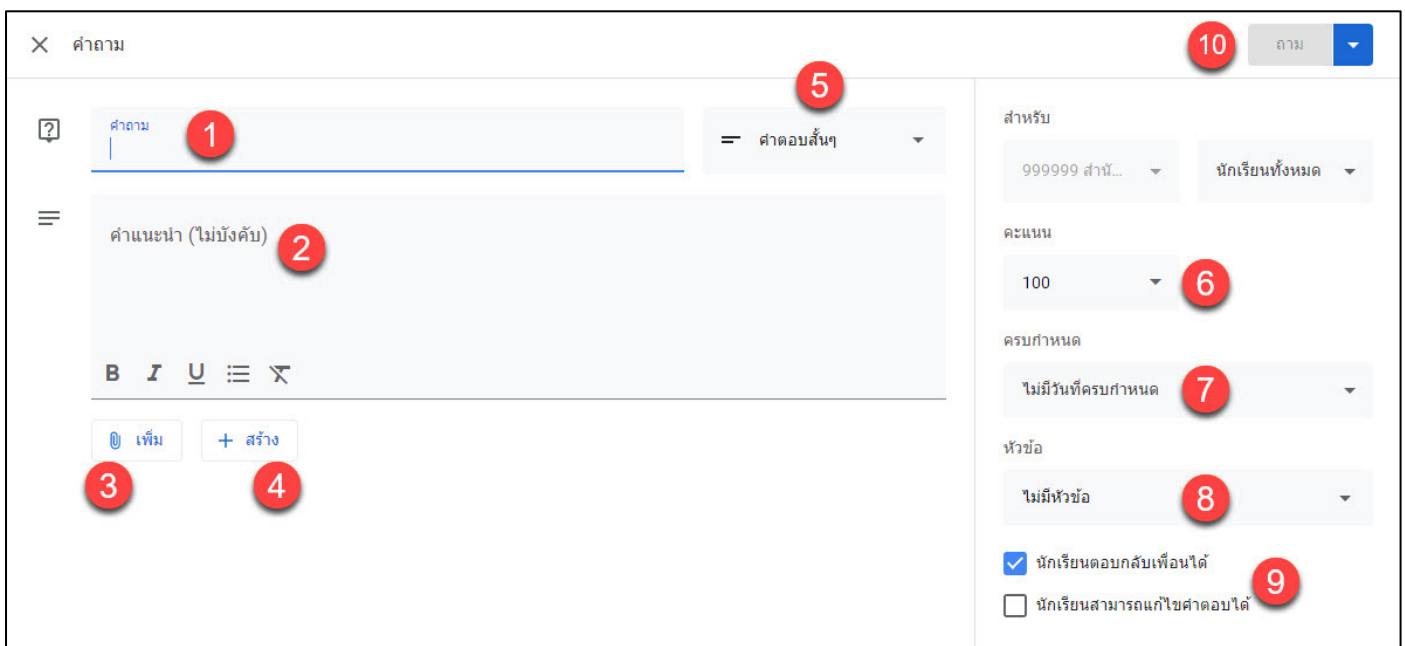 คำถาม
10
ถาม
5
คำถาม
1
คำตอบสั้นๆ
คำแนะนำ (ไม่บังคับ)
2
B I U
เพิ่ม
+ สร้าง
3
4
สำหรับ
999999 สำนั...
นักเรียนทั้งหมด
คะแนน
100
6
ครบกำหนด
ไม่มีวันที่ครบกำหนด
7
หัวข้อ
ไม่มีหัวข้อ
8
นักเรียนตอบกลับเพื่อนได้
9
นักเรียนสามารถแก้ไขคำตอบได้